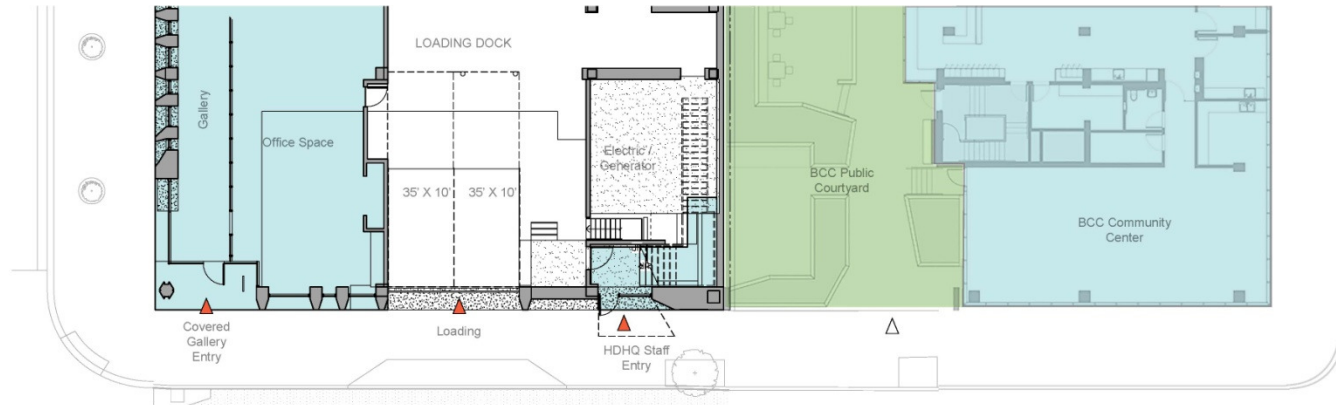 LOADING DOCK
Gallery
Office Space
Electric /
Generator
35' X 10'
35' X 10'
BCC Public
Courtyard
BCC Community
Center
Covered
Gallery
Entry
Loading
HDHQ Staff
Entry